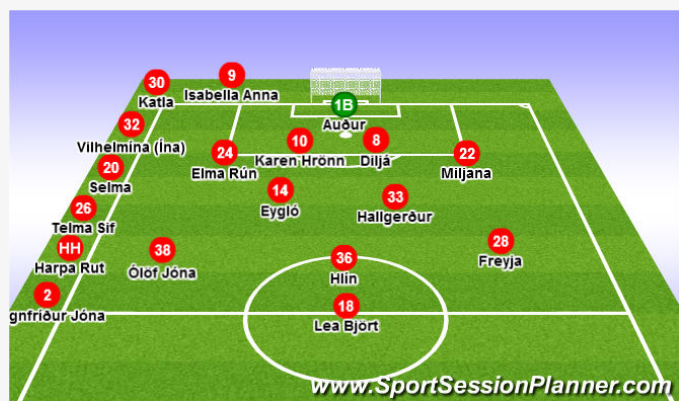 9
Isabella Anna
30
Katla
1B
Auður
32
Vilhelmína (Ína)
10
Karen Hrönn
8
Diljá
24
Elma Rún
22
Miljana
20
Selma
14
Eygló
33
Hallgerður
26
Telma Sif
HH
Harpa Rut
38
Ólöf Jóna
28
Freyja
36
Hlín
2
gnfríður Jóna
18
Lea Björt
www.SportSessionPlanner.com